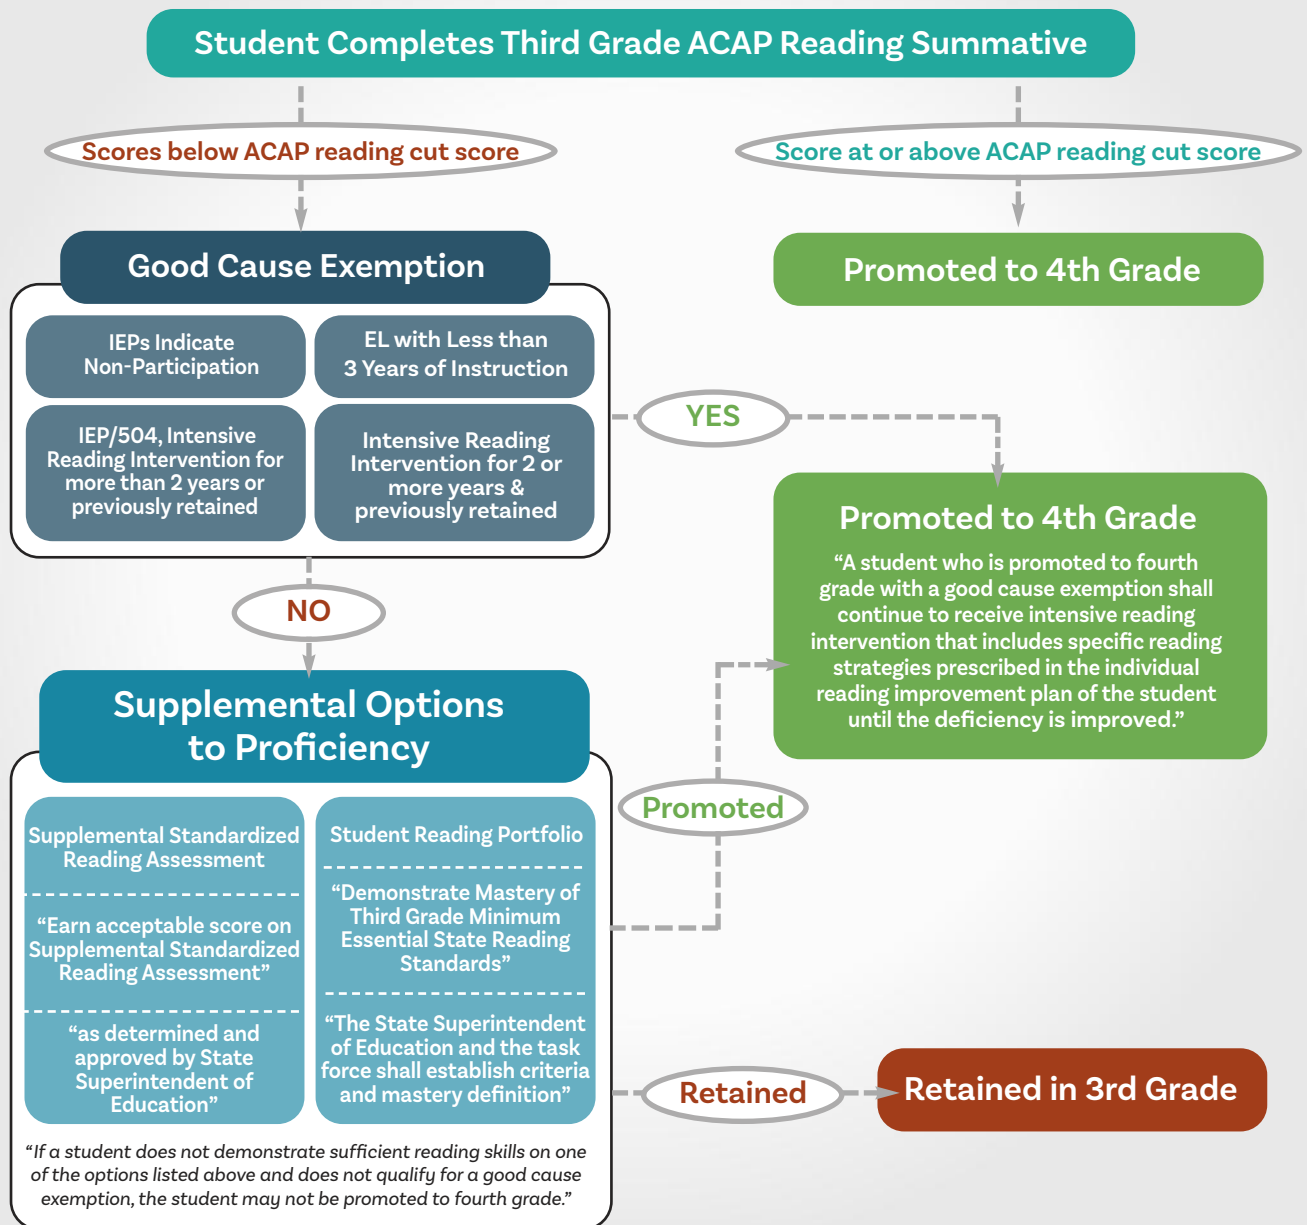 Student Completes Third Grade ACAP Reading Summative
Scores below ACAP reading cut score
Score at or above ACAP reading cut score
Good Cause Exemption
Promoted to 4th Grade
IEPs Indicate
Non-Participation
EL with Less than
3 Years of Instruction
IEP/504, Intensive
Reading Intervention for
more than 2 years or
previously retained
Intensive Reading
Intervention for 2 or
more years &
previously retained
YES
Promoted to 4th Grade
“A student who is promoted to fourth
grade with a good cause exemption shall
continue to receive intensive reading
intervention that includes specific reading
strategies prescribed in the individual
reading improvement plan of the student
until the deficiency is improved.”
NO
Supplemental Options
to Proficiency
Supplemental Standardized
Reading Assessment
“Earn acceptable score on
Supplemental Standardized
Reading Assessment”
“as determined and
approved by State
Superintendent of
Education”
Student Reading Portfolio
“Demonstrate Mastery of
Third Grade Minimum
Essential State Reading
Standards”
“The State Superintendent
of Education and the task
force shall establish criteria
and mastery definition”
Promoted
Retained
Retained in 3rd Grade
“If a student does not demonstrate sufficient reading skills on one
of the options listed above and does not qualify for a good cause
exemption, the student may not be promoted to fourth grade.”